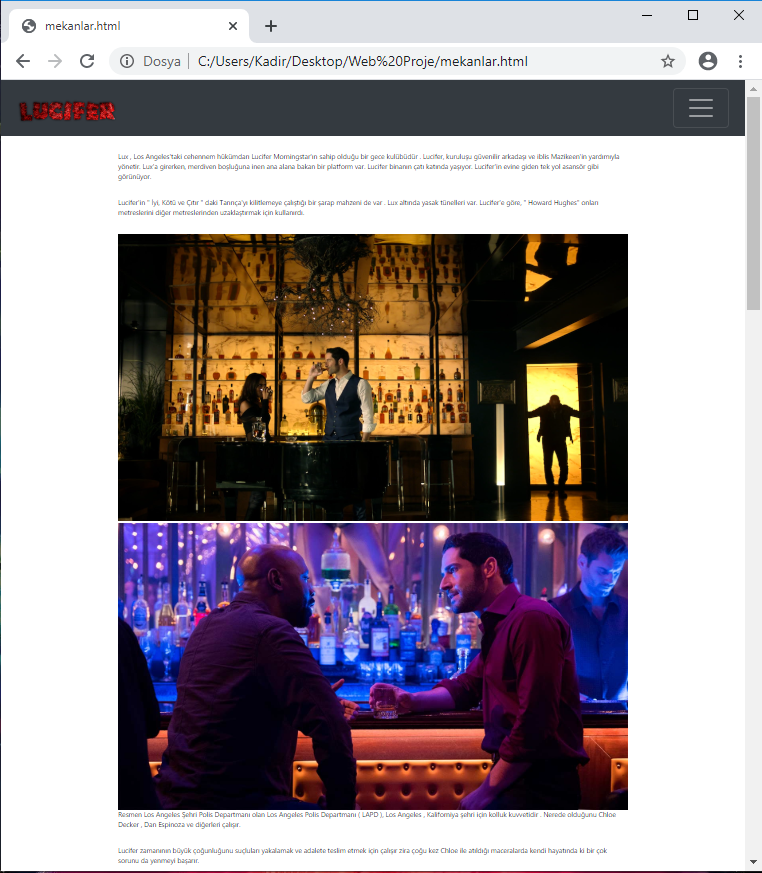 mekanlar.html
Dosya | C:/Users/Kadir/Desktop/Web%20Proje/mekanlar.html
LUCIFER
Lux , Los Angeles'taki cehennem hükümdarı Lucifer Morningstar'ın sahip olduğu bir gece kulübüdür . Lucifer, kuruluşu güvenilir arkadaşı ve iblis Mazikeen'in yardımıyla
yönetir. Lux'a girerken, merdiven boşluğuna inen ana alana bakan bir platform var. Lucifer binanın çatı katında yaşıyor. Lucifer'in evine giden tek yol asansör gibi
görünüyor.
Lucifer'in " İyi, Kötü ve Çıtır " daki Tanrıça'yı kilitlemeye çalıştığı bir şarap mahzeni de var . Lux altında yasak tünelleri var. Lucifer'e göre, " Howard Hughes" onları
metreslerini diğer metreslerinden uzaklaştırmak için kullanırdı.
Resmen Los Angeles Şehri Polis Departmanı olan Los Angeles Polis Departmanı ( LAPD ), Los Angeles , Kaliforniya şehri için kolluk kuvvetidir . Nerede olduğunu Chloe
Decker , Dan Espinoza ve diğerleri çalışır.
Lucifer zamanının büyük çoğunluğunu suçluları yakalamak ve adalete teslim etmek için çalışır zira çoğu kez Chloe ile atıldığı maceralarda kendi hayatında ki bir çok
sorunu da yenmeyi başarır.